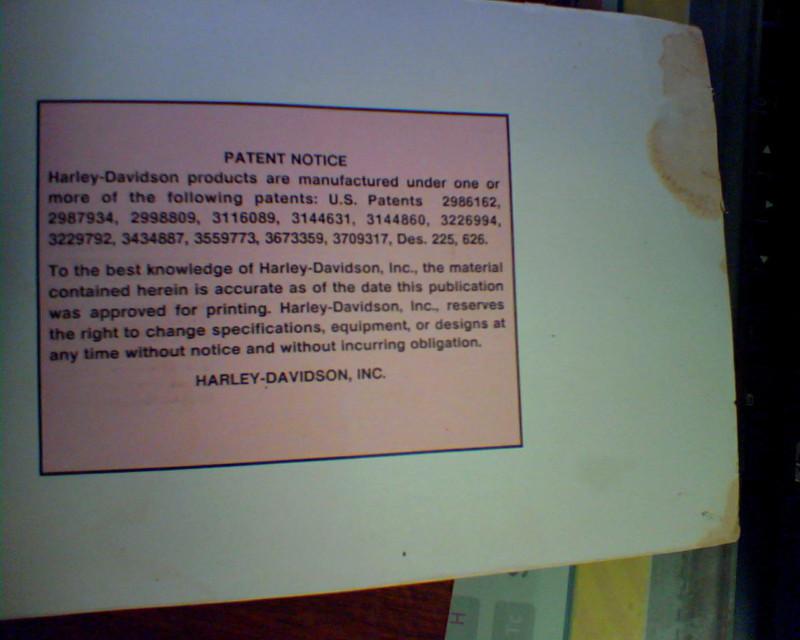 PATENT NOTICE
Harley-Davidson products are manufactured under one or
more of the following patents: U.S. Patents 2986162,
2987934, 2998809, 3116089, 3144631, 3144860, 3226994,
3229792, 3434887, 3559773, 3673359, 3709317, Des. 225, 626.
To the best knowledge of Harley-Davidson, Inc., the material
contained herein is accurate as of the date this publication
was approved for printing. Harley-Davidson, Inc., reserves
the right to change specifications, equipment, or designs at
any time without notice and without incurring obligation.
HARLEY-DAVIDSON, INC.